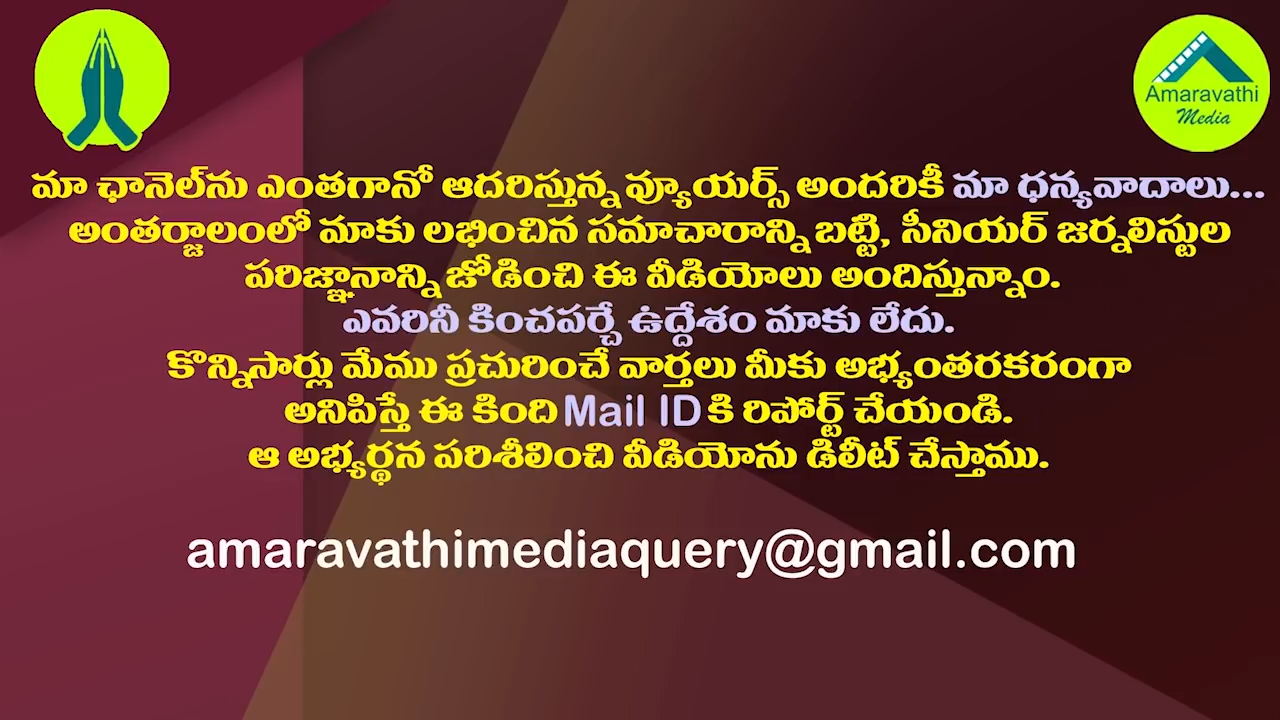 Amaravathi
Media
మా ఛానెల్‌ను ఎంతగానో ఆదరిస్తున్న వ్యూయర్స్ అందరికీ మా ధన్యవాదాలు...
అంతర్జాలంలో మాకు లభించిన సమాచారాన్ని బట్టి, సీనియర్ జర్నలిస్టుల
పరిజ్ఞానాన్ని జోడించి ఈ వీడియోలు అందిస్తున్నాం.
ఎవరినీ కించపర్చే ఉద్దేశం మాకు లేదు.
కొన్నిసార్లు మేము ప్రచురించే వార్తలు మీకు అభ్యంతరకరంగా
అనిపిస్తే ఈ కింది Mail ID కి రిపోర్ట్ చేయండి.
ఆ అభ్యర్థన పరిశీలించి వీడియోను డిలీట్ చేస్తాము.
amaravathimediaquery@gmail.com